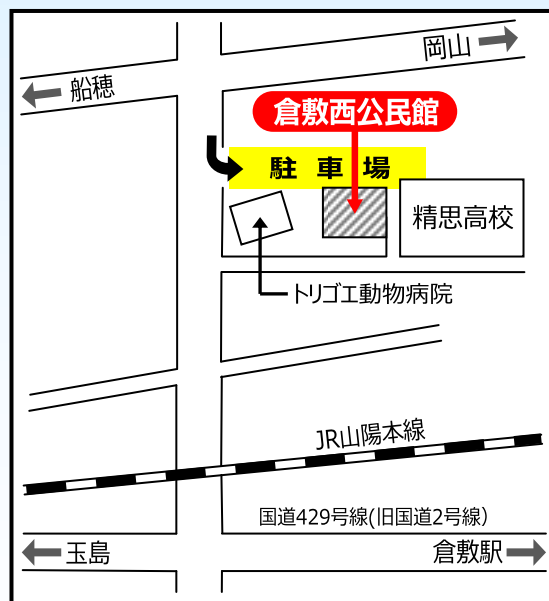 岡山
船穂
倉敷西公民館
駐車場
精思高校
トリゴエ動物病院
JR山陽本線
国道429号線(旧国道2号線)
玉島
倉敷駅